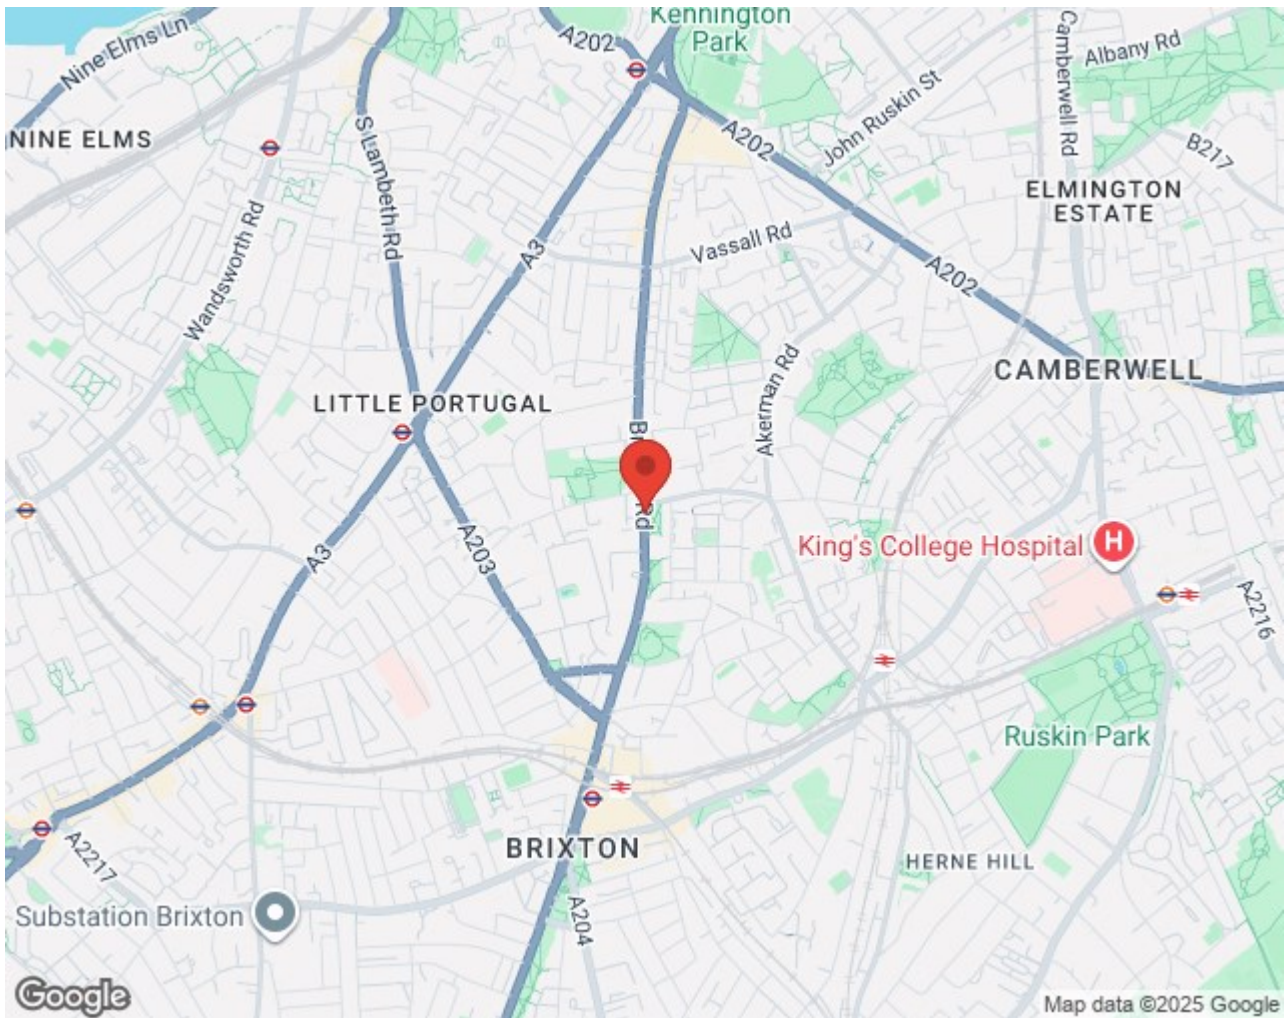 Kennington
Park
A202
Nine Elms Ln
Camberwell Rd
Albany Rd
John Ruskin St
NINE ELMS
S Lambeth Rd
A202
B217
ELMINGTON
ESTATE
Wandsworth Rd
A3
Vassall Rd
A202
CAMBERWELL
LITTLE PORTUGAL
Akerman Rd
Rd
A203
A3
King's College Hospital
H
A2216
Ruskin Park
BRIXTON
A2217
HERNE HILL
Substation Brixton
A204
Google
Map data ©2025 Google